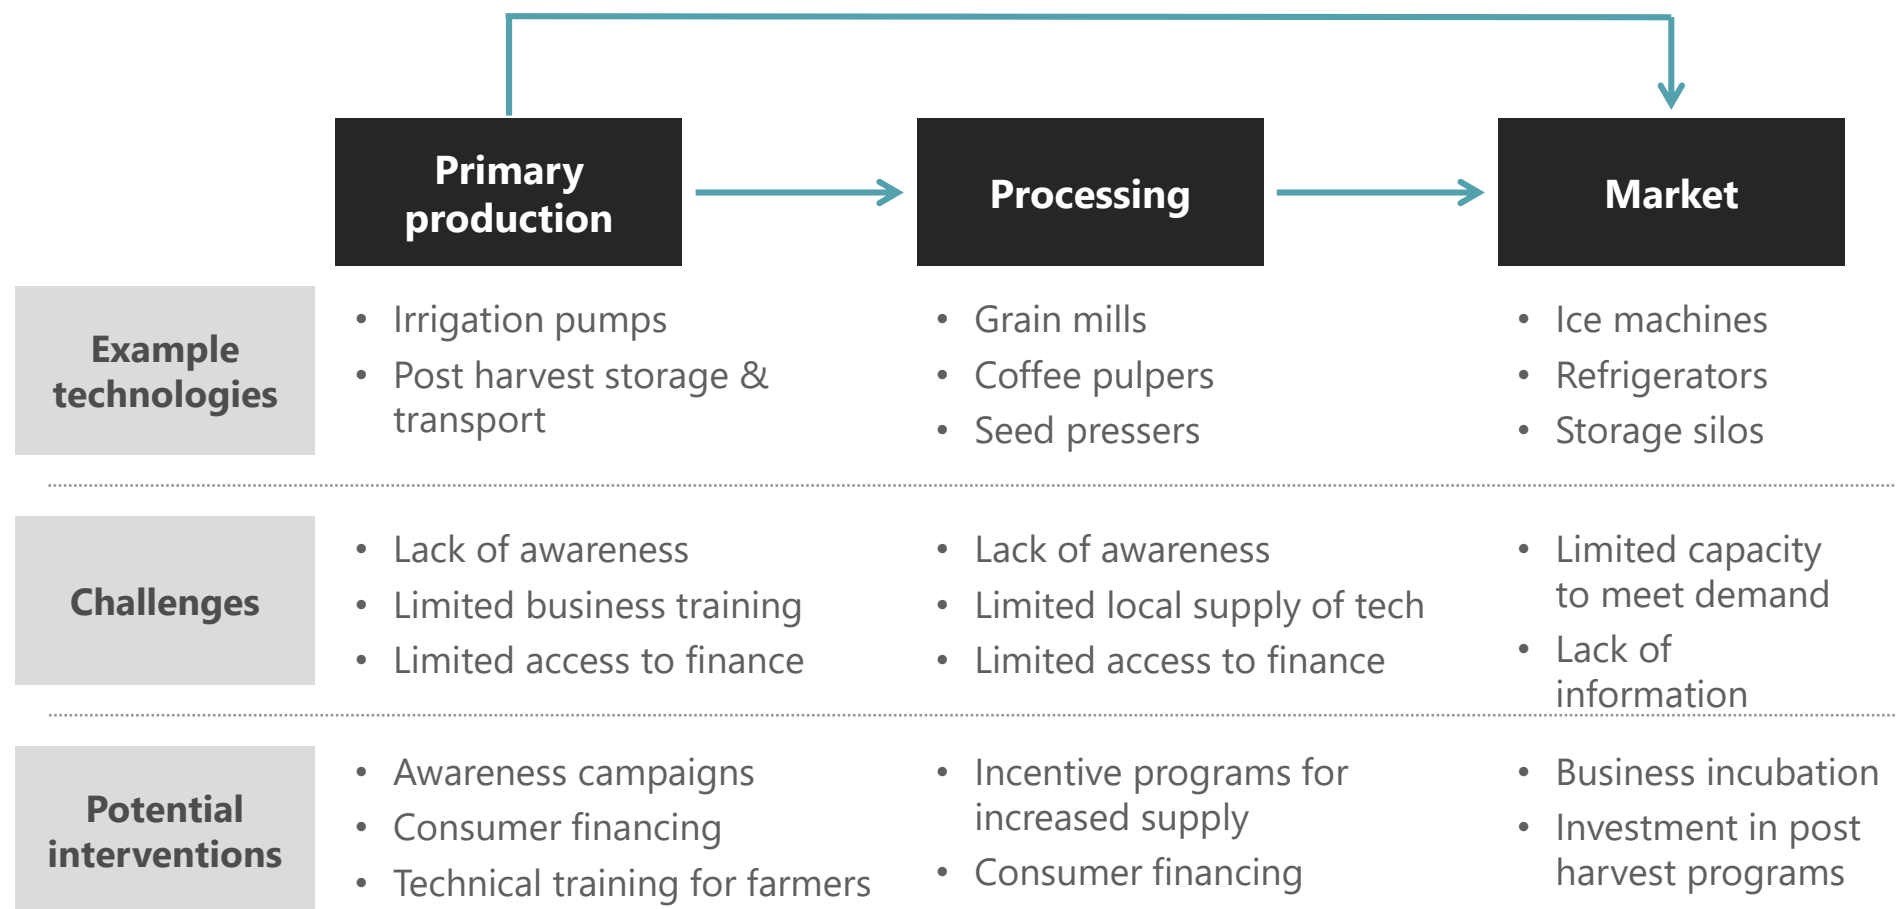 Primary
production
Processing
Market
Example
technologies
• Irrigation pumps
• Post harvest storage &
transport
• Grain mills
• Coffee pulpers
• Seed pressers
• Ice machines
• Refrigerators
• Storage silos
Challenges
• Lack of awareness
• Limited business training
• Limited access to finance
• Lack of awareness
• Limited local supply of tech
• Limited access to finance
• Limited capacity
to meet demand
• Lack of
information
Potential
interventions
• Awareness campaigns
• Consumer financing
• Technical training for farmers
• Incentive programs for
increased supply
• Consumer financing
• Business incubation
• Investment in post
harvest programs